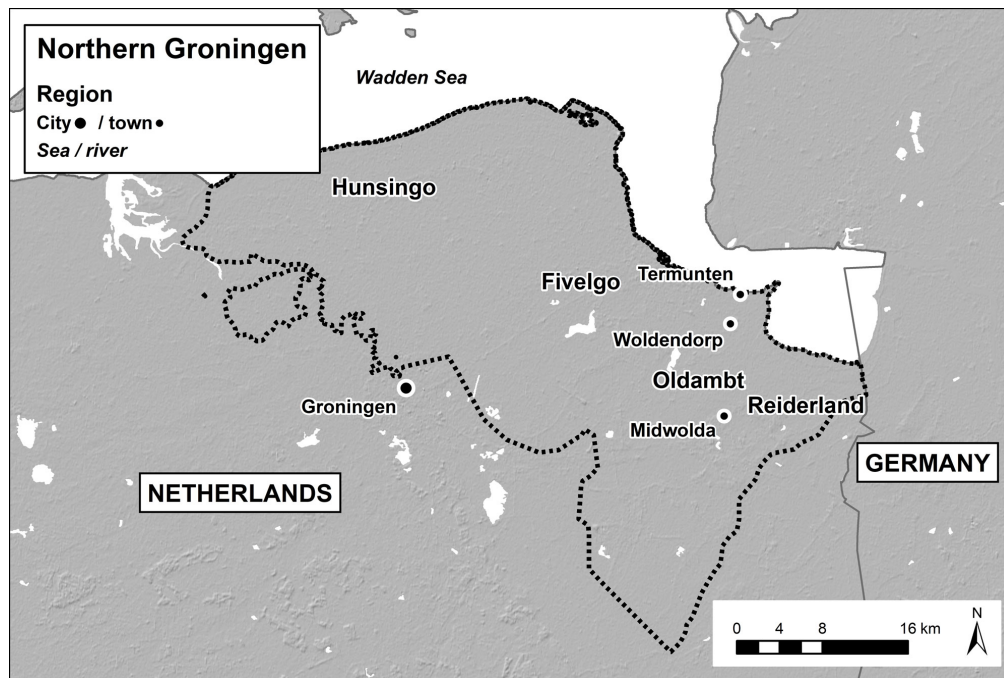 Northern Groningen
Region
City / town
Sea / river
Wadden Sea
Hunsingo
Fivelgo
Termunten
Woldendorp
Oldambt
Reiderland
Groningen
Midwolda
GERMANY
NETHERLANDS
N
0 4 8 16 km